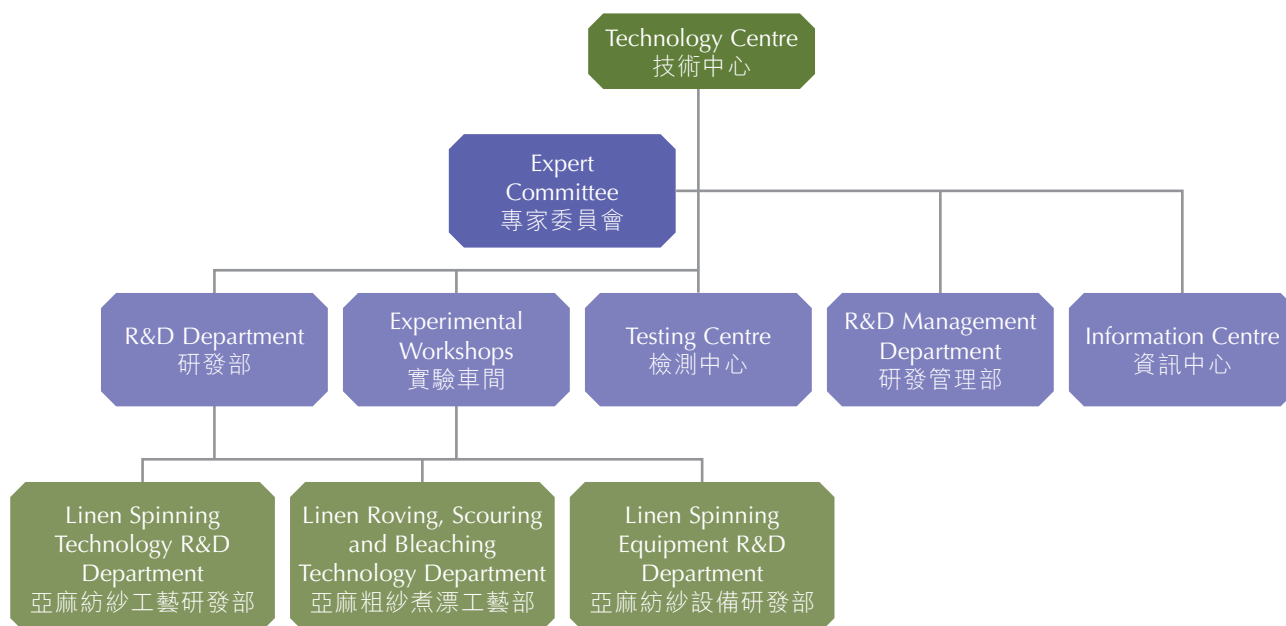 Technology Centre
技術中心
Expert
Committee
專家委員會
R&D Department
研發部
Experimental
Workshops
實驗車間
Testing Centre
檢測中心
R&D Management
Department
研發管理部
Information Centre
資訊中心
Linen Spinning
Technology R&D
Department
亞麻紡紗工藝研發部
Linen Roving, Scouring
and Bleaching
Technology Department
亞麻粗紗煮漂工藝部
Linen Spinning
Equipment R&D
Department
亞麻紡紗設備研發部